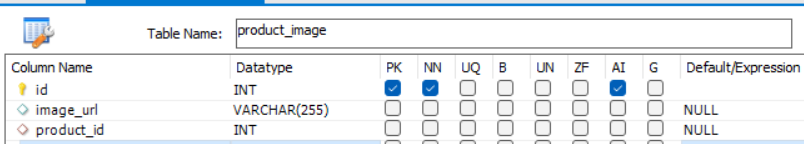 Table Name: product_image
Column Name Datatype PK NN UQ B UN ZF AI G Default/Expression
id INT
image_url VARCHAR(255) NULL
product_id INT NULL